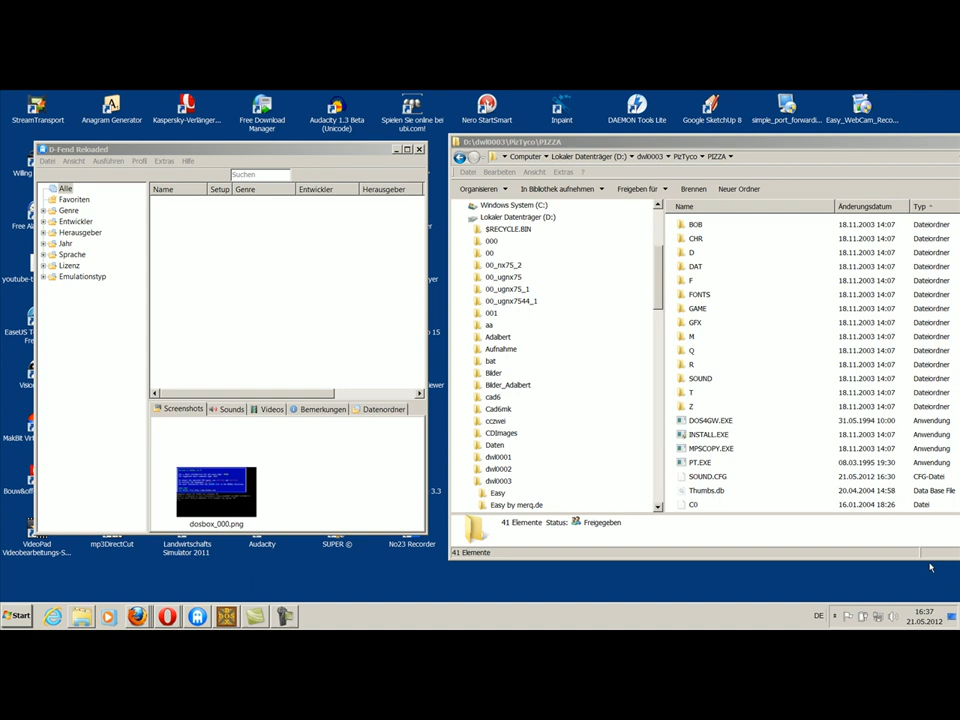 StreamTransport
Anagram Generator
Kaspersky-Verlänger...
Free Download
Manager
Audacity 1.3 Beta
(Unicode)
Spielen Sie online bei
ubi.com!
Nero StartSmart
Inpaint
DAEMON Tools Lite
Google SketchUp 8
simple_port_forwardi...
Easy_WebCam_Reco...
D-Fend Reloaded
Datei Ansicht Ausführen Profil Extras Hilfe
Suchen
Alle
Favoriten
Genre
Entwickler
Herausgeber
Jahr
Sprache
Lizenz
Emulationstyp
Name Setup Genre Entwickler Herausgeber
Screenshots Sounds Videos Bemerkungen Datenordner
dosbox_000.png
Willing
Free Al
youtube-
EaseUS T
Fre
Vision
MakBit Virt
Bouw&of
3.3
VideoPad
Videobearbeitungs-S...
mp3DirectCut
Landwirtschafts
Simulator 2011
Audacity
SUPER ©
No23 Recorder
D:\dwl0003\PizTyco\PIZZA
Computer Lokaler Datenträger (D:) dwl0003 PizTyco PIZZA
Datei Bearbeiten Ansicht Extras ?
Organisieren In Bibliothek aufnehmen Freigeben für Brennen Neuer Ordner
Windows System (C:)
Lokaler Datenträger (D:)
$RECYCLE.BIN
000
00
00_nx75_2
00_ugnx75
00_ugnx75_1
00_ugnx7544_1
001
aa
Adalbert
Aufnahme
bat
Bilder
Bilder_Adalbert
cad6
Cad6mk
cczwei
CDImages
Daten
dwl0001
dwl0002
dwl0003
Easy
Easy by merq.de
Name Änderungsdatum Typ
BOB 18.11.2003 14:07 Dateiordner
CHR 18.11.2003 14:07 Dateiordner
D 18.11.2003 14:07 Dateiordner
DAT 18.11.2003 14:07 Dateiordner
F 18.11.2003 14:07 Dateiordner
FONTS 18.11.2003 14:07 Dateiordner
GAME 18.11.2003 14:07 Dateiordner
GFX 18.11.2003 14:07 Dateiordner
M 18.11.2003 14:07 Dateiordner
Q 18.11.2003 14:07 Dateiordner
R 18.11.2003 14:07 Dateiordner
SOUND 18.11.2003 14:07 Dateiordner
T 18.11.2003 14:07 Dateiordner
Z 18.11.2003 14:07 Dateiordner
DOS4GW.EXE 31.05.1994 10:00 Anwendung
INSTALL.EXE 18.11.2003 14:07 Anwendung
MPSCOPY.EXE 18.11.2003 14:07 Anwendung
PT.EXE 08.03.1995 19:30 Anwendung
SOUND.CFG 21.05.2012 16:30 CFG-Datei
Thumbs.db 20.04.2004 14:58 Data Base File
C0 16.01.2004 18:26 Datei
41 Elemente Status: Freigegeben
41 Elemente
Start
DOS
DE
16:37
21.05.2012